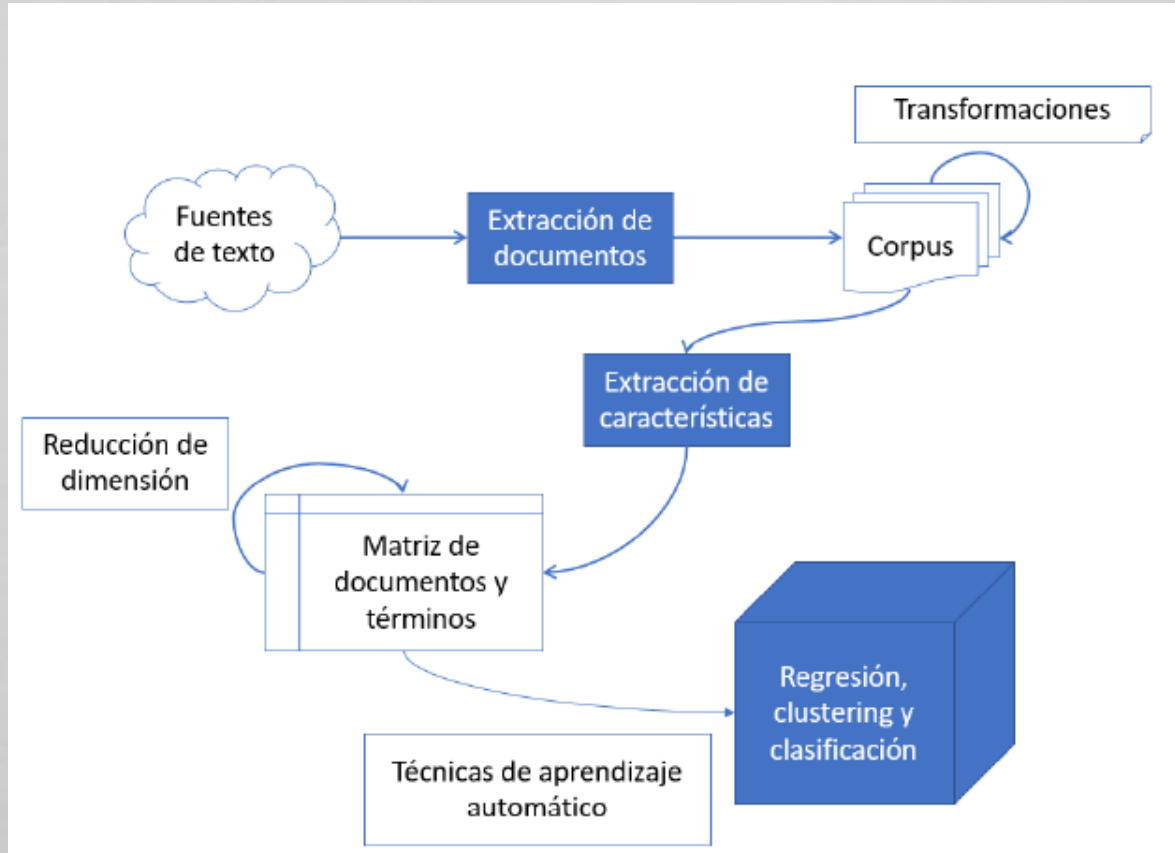 Transformaciones
Fuentes
de texto
Extracción de
documentos
Corpus
Extracción de
características
Reducción de
dimensión
Matriz de
documentos y
términos
Regresión,
clustering y
clasificación
Técnicas de aprendizaje
automático